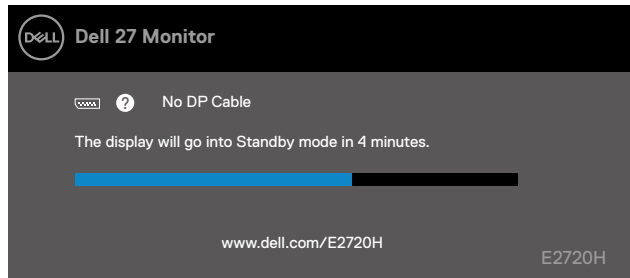 DELL Dell 27 Monitor
? No DP Cable
The display will go into Standby mode in 4 minutes.
www.dell.com/E2720H
E2720H